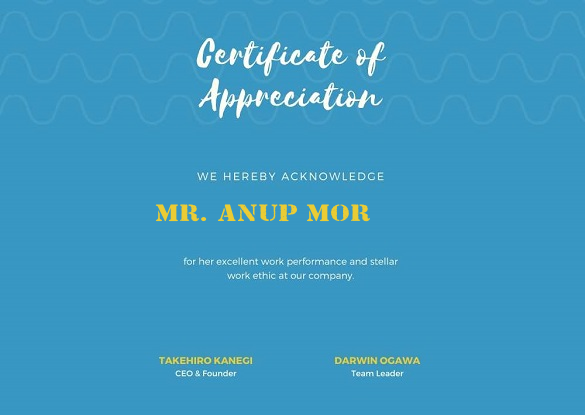 Certificate of
Appreciation
WE HEREBY ACKNOWLEDGE
MR. ANUP MOR
for her excellent work performance and stellar
work ethic at our company.
TAKEHIRO KANEGI DARWIN OGAWA
CEO & Founder Team Leader